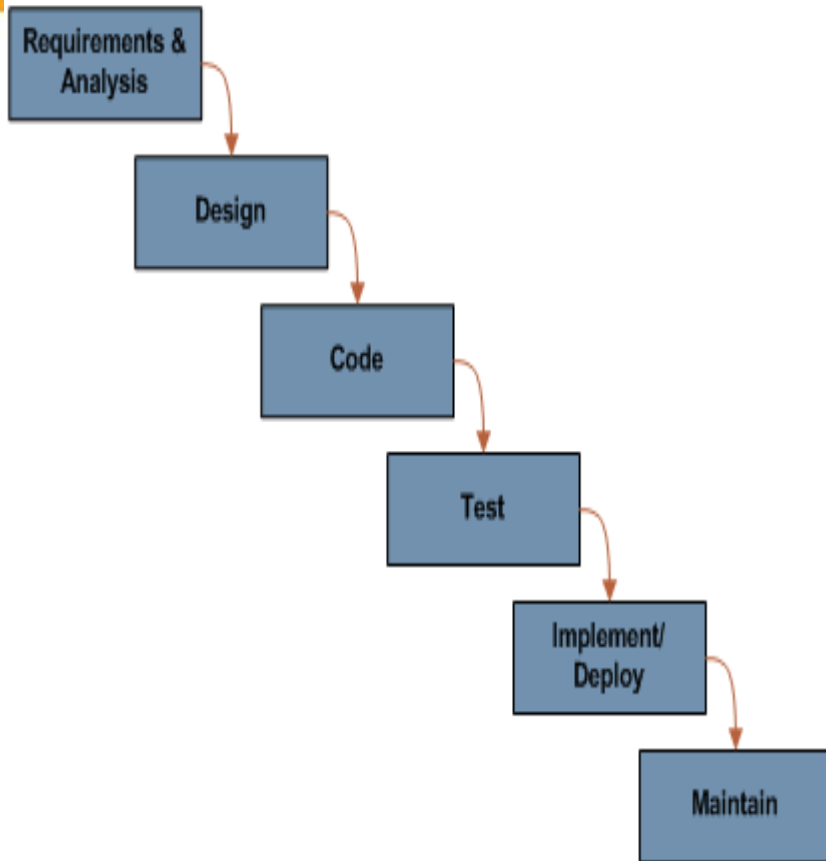 Requirements &
Analysis
Design
Code
Test
Implement/
Deploy
Maintain